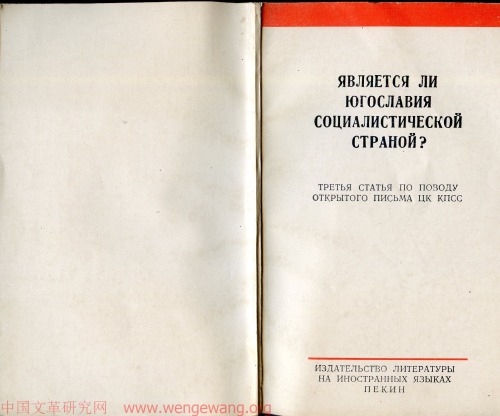 ЯВЛЯЕТСЯ ЛИ
ЮГОСЛАВИЯ
СОЦИАЛИСТИЧЕСКОЙ
СТРАНОЙ?
ТРЕТЬЯ СТАТЬЯ ПО ПОВОДУ
ОТКРЫТОГО ПИСЬМА ЦК КПСС
ИЗДАТЕЛЬСТВО ЛИТЕРАТУРЫ
НА ИНОСТРАННЫХ ЯЗЫКАХ
ПЕКИН
中国文革研究网 www.wengewang.org